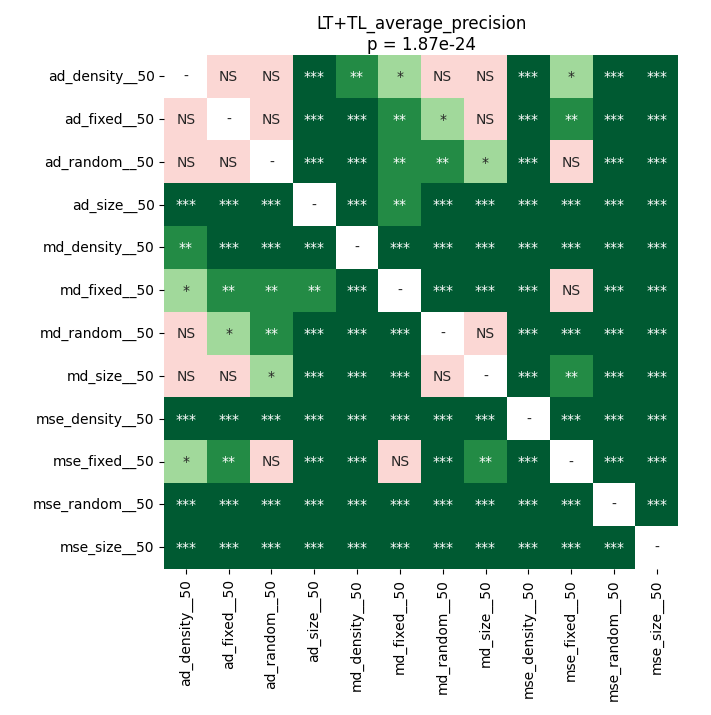 LT+TL_average_precision
p = 1.87e-24
ad_density__50 - NS NS *** ** * NS NS *** * *** ***
ad_fixed__50 NS - NS *** *** ** * NS *** ** *** ***
ad_random__50 NS NS - *** *** ** ** * *** NS *** ***
ad_size__50 *** *** *** - *** ** *** *** *** *** *** ***
md_density__50 ** *** *** *** - *** *** *** *** *** *** ***
md_fixed__50 * ** ** ** *** - *** *** *** NS *** ***
md_random__50 NS * ** *** *** *** - NS *** *** *** ***
md_size__50 NS NS * *** *** *** NS - *** ** *** ***
mse_density__50 *** *** *** *** *** *** *** *** - *** *** ***
mse_fixed__50 * ** NS *** *** NS *** ** *** - *** ***
mse_random__50 *** *** *** *** *** *** *** *** *** *** - ***
mse_size__50 *** *** *** *** *** *** *** *** *** *** *** -
ad_density__50
ad_fixed__50
ad_random__50
ad_size__50
md_density__50
md_fixed__50
md_random__50
md_size__50
mse_density__50
mse_fixed__50
mse_random__50
mse_size__50